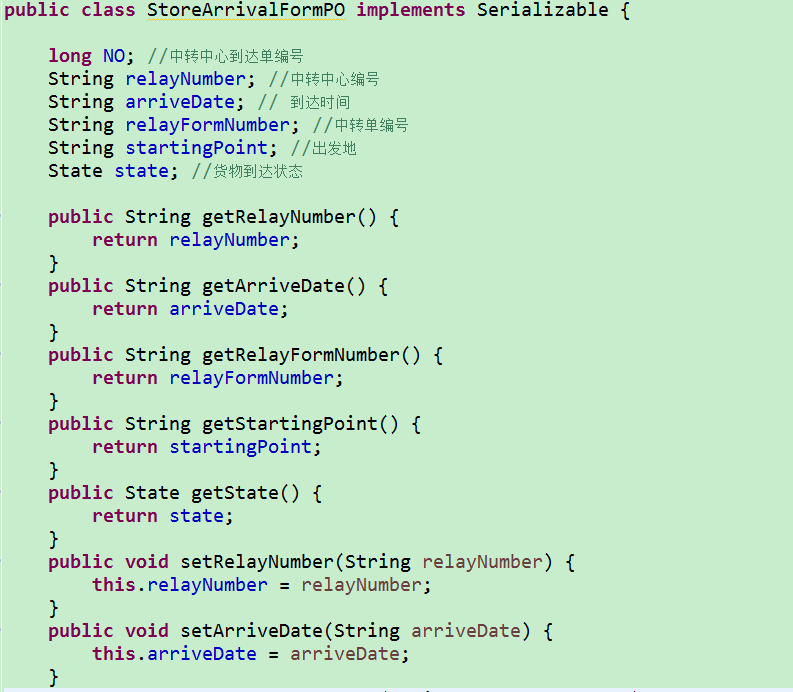 public class StoreArrivalFormPO implements Serializable {
long NO; //中转中心到达单编号
String relayNumber; //中转中心编号
String arriveDate; // 到达时间
String relayFormNumber; //中转单编号
String startingPoint; //出发地
State state; //货物到达状态
public String getRelayNumber() {
return relayNumber;
}
public String getArriveDate() {
return arriveDate;
}
public String getRelayFormNumber() {
return relayFormNumber;
}
public String getStartingPoint() {
return startingPoint;
}
public State getState() {
return state;
}
public void setRelayNumber(String relayNumber) {
this.relayNumber = relayNumber;
}
public void setArriveDate(String arriveDate) {
this.arriveDate = arriveDate;
}